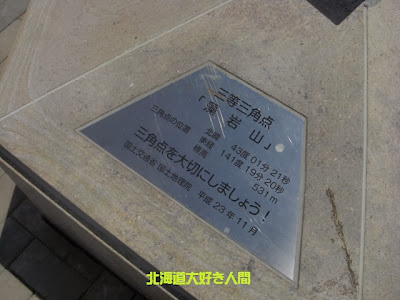 三等三角点
「藻岩山」
三角点の位置 北緯 43度01分21秒
東経 141度19分20秒
標高 531m
三角点を大切にしましょう！
国土交通省 国土地理院 平成23年11月
北海道大好き人間